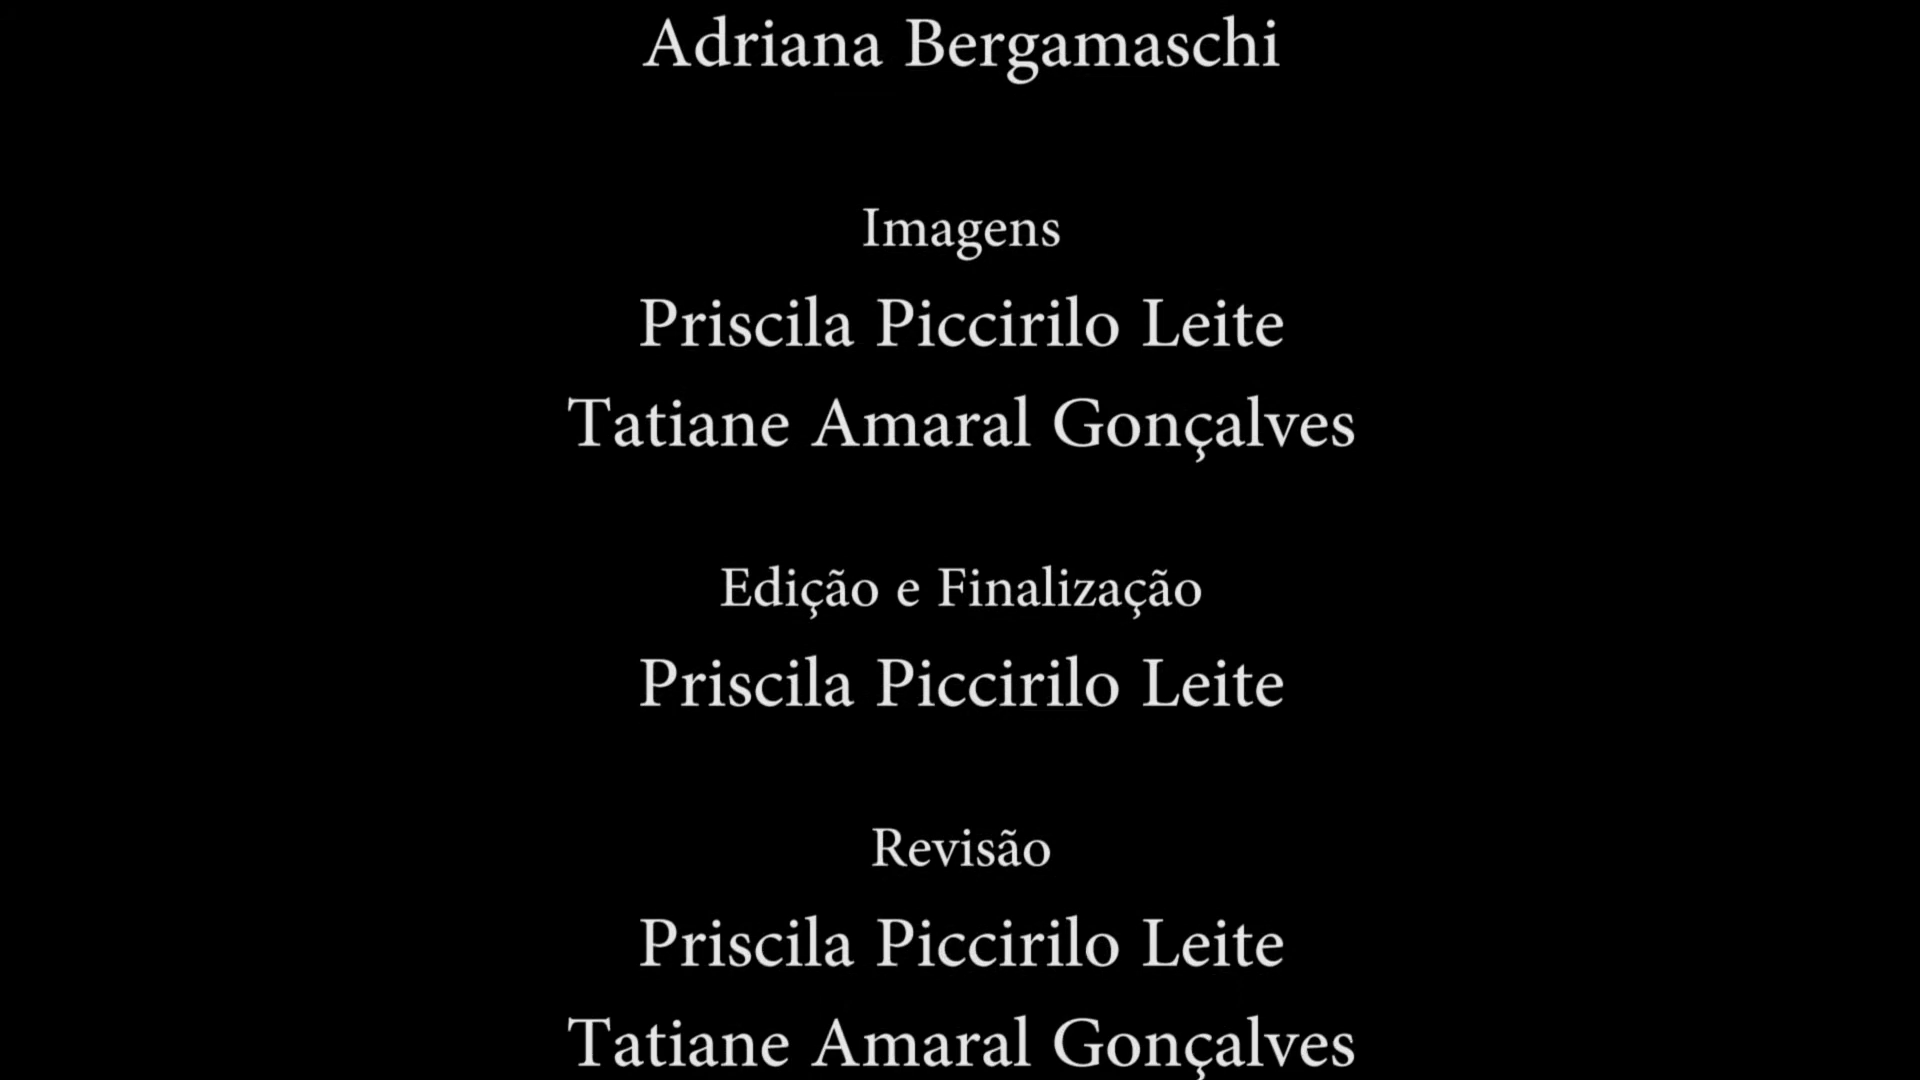 Adriana Bergamaschi
Imagens
Priscila Piccirilo Leite
Tatiane Amaral Gonçalves
Edição e Finalização
Priscila Piccirilo Leite
Revisão
Priscila Piccirilo Leite
Tatiane Amaral Gonçalves